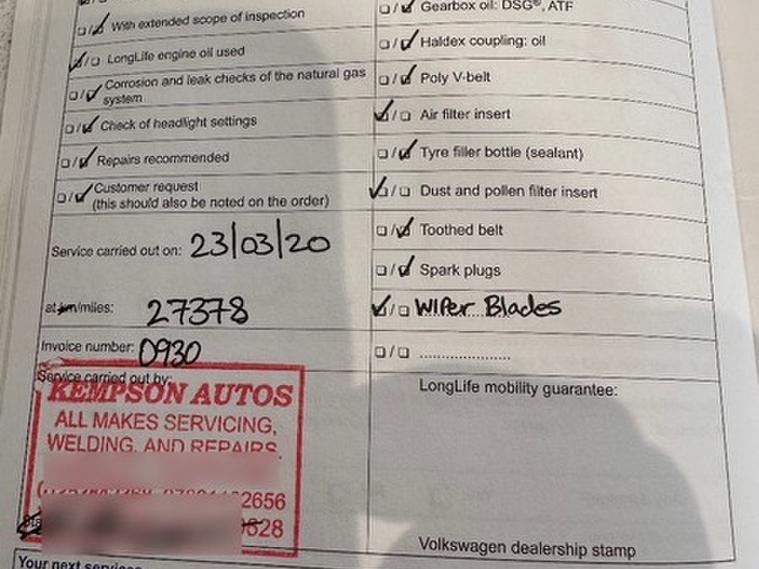 With extended scope of inspection
LongLife engine oil used
Corrosion and leak checks of the natural gas
system
Check of headlight settings
Repairs recommended
Customer request
(this should also be noted on the order)
Service carried out on: 23/03/20
at km/miles: 27378
Invoice number: 0930
Service carried out by:
KEMPSON AUTOS
ALL MAKES SERVICING,
WELDING, AND REPAIRS.
2656
Gearbox oil: DSG®, ATF
Haldex coupling: oil
Poly V-belt
Air filter insert
Tyre filler bottle (sealant)
Dust and pollen filter insert
Toothed belt
Spark plugs
Wiper Blades
LongLife mobility guarantee:
Volkswagen dealership stamp
Your next service